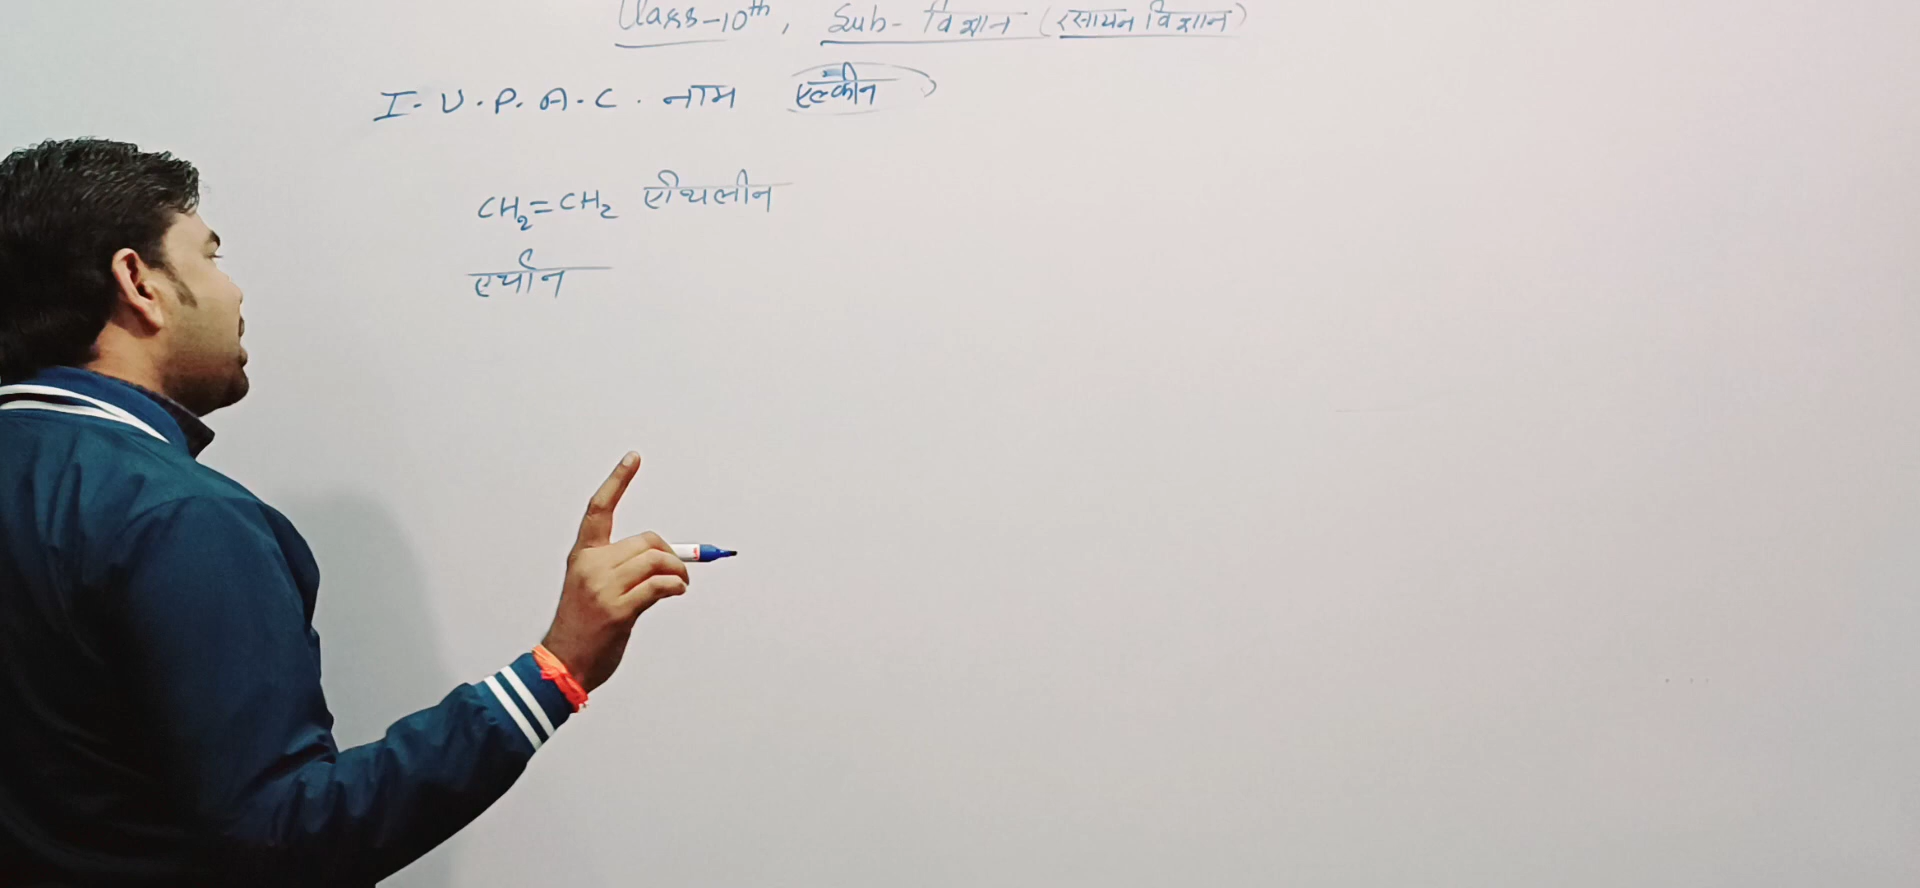 Class-10th, Sub- विज्ञान (रसायन विज्ञान)
I. U. P. A. C. नाम एल्कीन
CH2=CH2 एथिलीन
एथीन